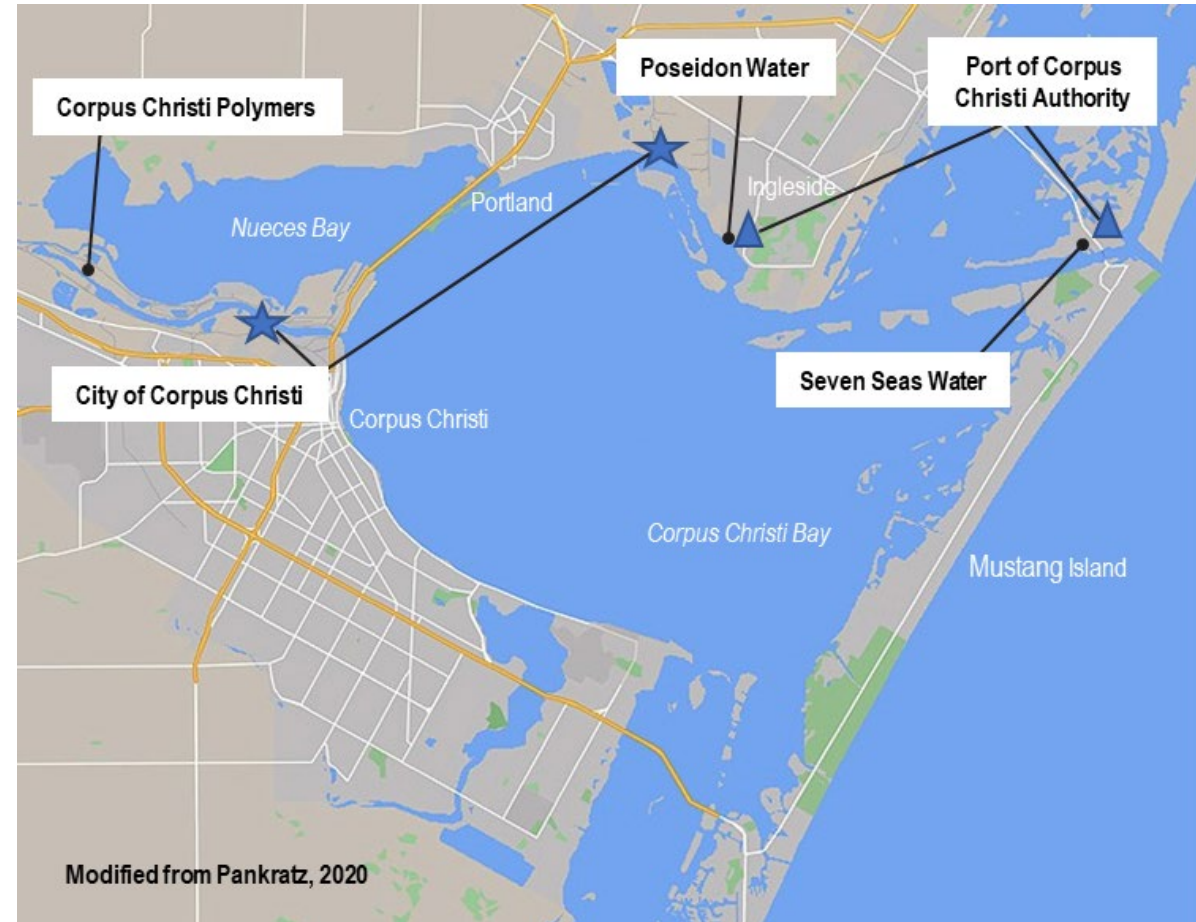 Poseidon Water
Port of Corpus
Christi Authority
Corpus Christi Polymers
Ingleside
Portland
Nueces Bay
Seven Seas Water
City of Corpus Christi
Corpus Christi
Corpus Christi Bay
Mustang Island
Modified from Pankratz, 2020